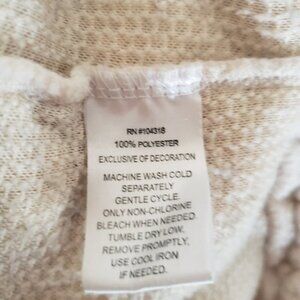 RN #104318
100% POLYESTER
EXCLUSIVE OF DECORATION
MACHINE WASH COLD
SEPARATELY
GENTLE CYCLE.
ONLY NON-CHLORINE
BLEACH WHEN NEEDED.
TUMBLE DRY LOW.
REMOVE PROMPTLY.
USE COOL IRON
IF NEEDED.